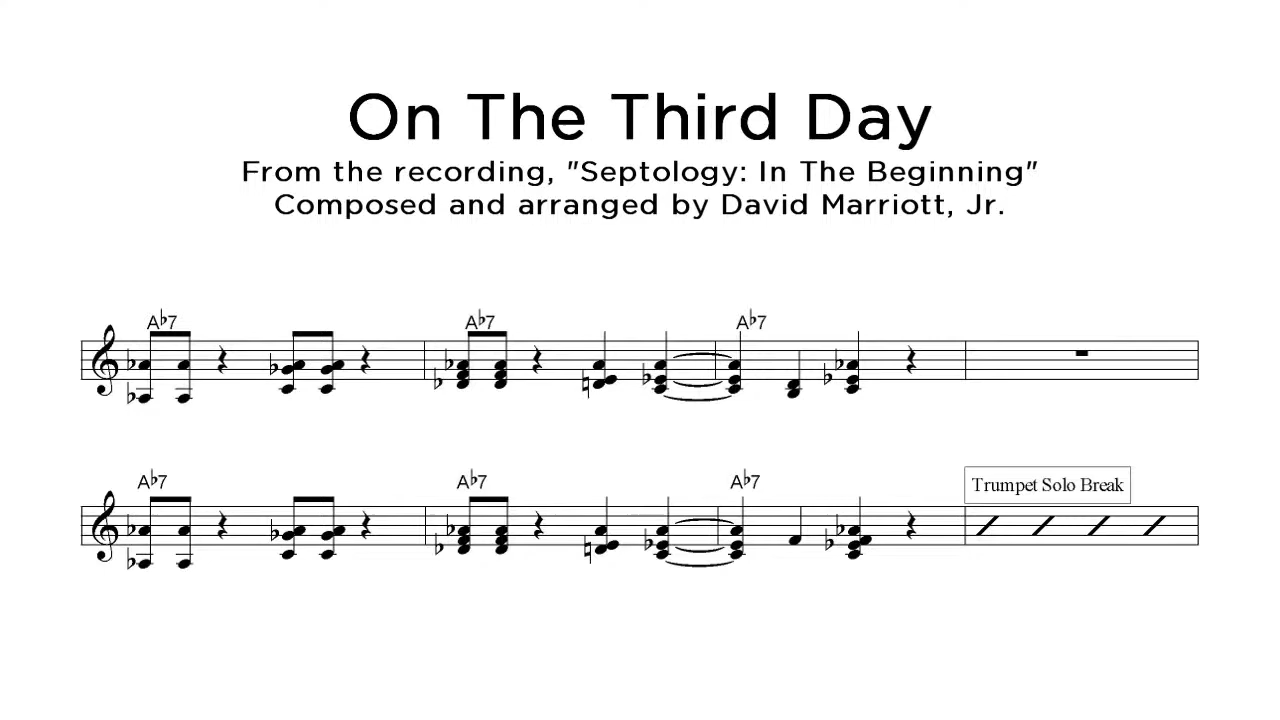 On The Third Day
From the recording, "Septology: In The Beginning"
Composed and arranged by David Marriott, Jr.
A♭7 A♭7 A♭7
A♭7 A♭7 A♭7 Trumpet Solo Break